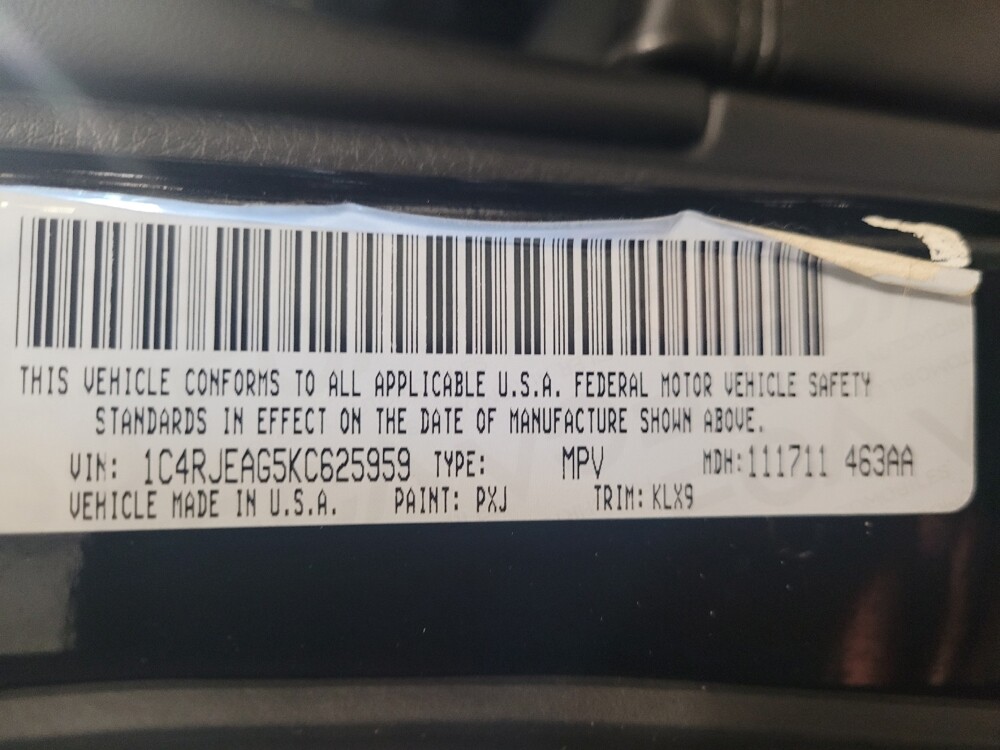 THIS VEHICLE CONFORMS TO ALL APPLICABLE U.S.A. FEDERAL MOTOR VEHICLE SAFETY
STANDARDS IN EFFECT ON THE DATE OF MANUFACTURE SHOWN ABOVE.
VIN: 1C4RJEAG5KC625959 TYPE: MPV MDH:111711 463AA
VEHICLE MADE IN U.S.A. PAINT: PXJ TRIM: KLX9